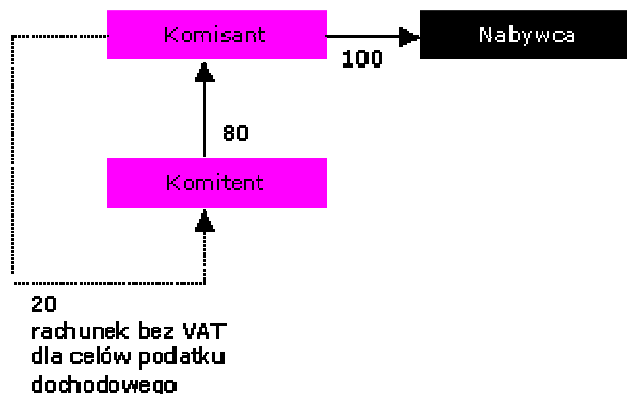 Komisant
Nabywca
100
80
Komitent
20
rachunek bez VAT
dla celów podatku
dochodowego